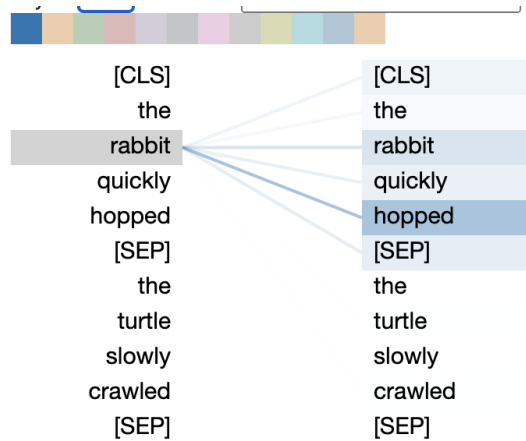 [CLS] [CLS]
the the
rabbit rabbit
quickly quickly
hopped hopped
[SEP] [SEP]
the the
turtle turtle
slowly slowly
crawled crawled
[SEP] [SEP]